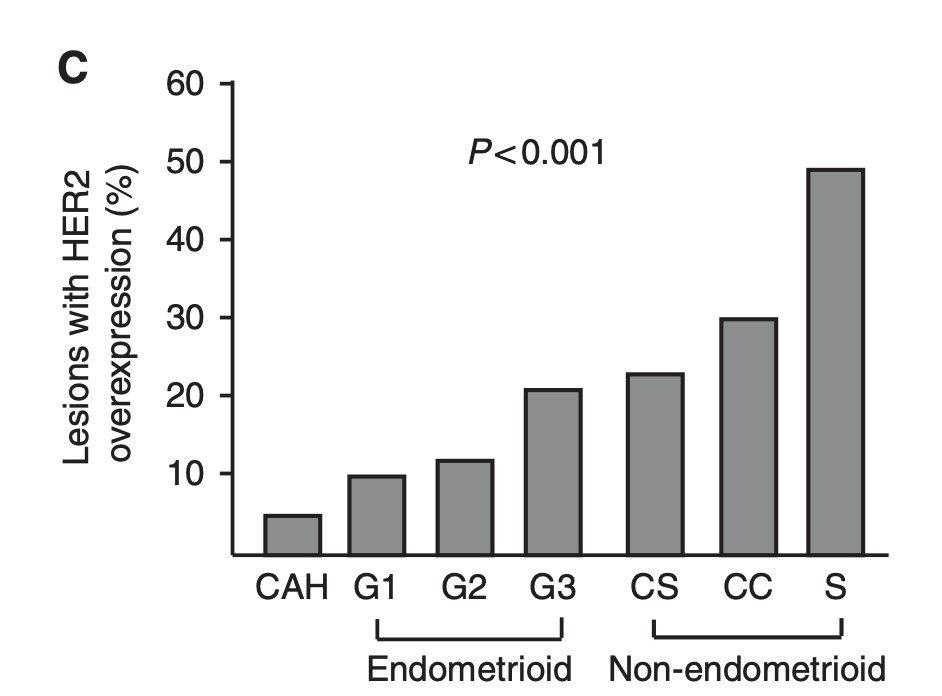 C
Lesions with HER2
overexpression (%)
60
50
40
30
20
10
P<0.001
CAH G1 G2 G3 CS CC S
Endometrioid Non-endometrioid